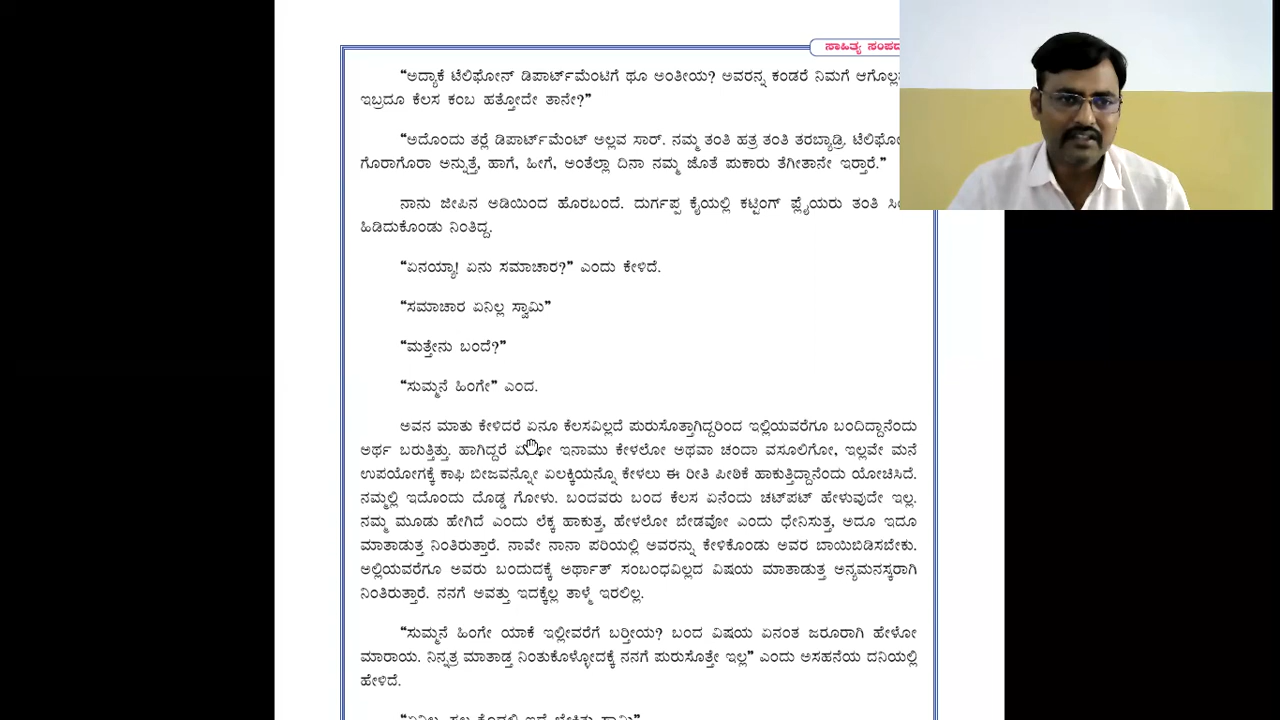 ಸಾಹಿತ್ಯ
“ಅದ್ಯಾಕೆ ಟೆಲಿಫೋನ್ ಡಿಪಾರ್ಟ್‌ಮೆಂಟಿಗೆ ಥೂ ಅಂತೀಯ? ಅವರನ್ನ ಕಂಡರೆ ನಿಮಗೆ
ಇಬ್ರದೂ ಕೆಲಸ ಕಂಬ ಹತ್ತೋದೇ ತಾನೇ?”
“ಅದೊಂದು ತರ್ಲೆ ಡಿಪಾರ್ಟ್‌ಮೆಂಟ್ ಅಲ್ಲವ ಸಾರ್. ನಮ್ಮ ತಂತಿ ಹತ್ರ ತಂತಿ ತರಬ್ಯಾಡ್ರಿ.
ಗೊರಾಗೊರಾ ಅನ್ನುತ್ತೆ, ಹಾಗೆ, ಹೀಗೆ, ಅಂತೆಲ್ಲಾ ದಿನಾ ನಮ್ಮ ಜೊತೆ ಪುಕಾರು ತೆಗೀತಾನೇ ಇರ‍್ತಾರೆ.”
ನಾನು ಜೀಪಿನ ಅಡಿಯಿಂದ ಹೊರಬಂದೆ. ದುರ್ಗಪ್ಪ ಕೈಯಲ್ಲಿ ಕಟ್ಟಿಂಗ್ ಪ್ಲೈಯರು ತಂತಿ
ಹಿಡಿದುಕೊಂಡು ನಿಂತಿದ್ದ.
“ಏನಯ್ಯಾ! ಏನು ಸಮಾಚಾರ?” ಎಂದು ಕೇಳಿದೆ.
“ಸಮಾಚಾರ ಏನಿಲ್ಲ ಸ್ವಾಮಿ”
“ಮತ್ತೇನು ಬಂದೆ?”
“ಸುಮ್ಮನೆ ಹಿಂಗೇ” ಎಂದ.
ಅವನ ಮಾತು ಕೇಳಿದರೆ ಏನೂ ಕೆಲಸವಿಲ್ಲದೆ ಪುರುಸೊತ್ತಾಗಿದ್ದರಿಂದ ಇಲ್ಲಿಯವರೆಗೂ ಬಂದಿದ್ದಾನೆಂದು
ಅರ್ಥ ಬರುತ್ತಿತ್ತು. ಹಾಗಿದ್ದರೆ ಇನಾಮು ಕೇಳಲೋ ಅಥವಾ ಚಂದಾ ವಸೂಲಿಗೋ, ಇಲ್ಲವೇ ಮನೆ
ಉಪಯೋಗಕ್ಕೆ ಕಾಫಿ ಬೀಜವನ್ನೋ ಏಲಕ್ಕಿಯನ್ನೊ ಕೇಳಲು ಈ ರೀತಿ ಪೀಠಿಕೆ ಹಾಕುತ್ತಿದ್ದಾನೆಂದು ಯೋಚಿಸಿದೆ.
ನಮ್ಮಲ್ಲಿ ಇದೊಂದು ದೊಡ್ಡ ಗೋಳು. ಬಂದವರು ಬಂದ ಕೆಲಸ ಏನೆಂದು ಚಟ್‌ಪಟ್ ಹೇಳುವುದೇ ಇಲ್ಲ.
ನಮ್ಮ ಮೂಡು ಹೇಗಿದೆ ಎಂದು ಲೆಕ್ಕ ಹಾಕುತ್ತ, ಹೇಳಲೋ ಬೇಡವೋ ಎಂದು ಧೇನಿಸುತ್ತ, ಅದೂ ಇದೂ
ಮಾತಾಡುತ್ತ ನಿಂತಿರುತ್ತಾರೆ. ನಾವೇ ನಾನಾ ಪರಿಯಲ್ಲಿ ಅವರನ್ನು ಕೇಳಿಕೊಂಡು ಅವರ ಬಾಯಿಬಿಡಿಸಬೇಕು.
ಅಲ್ಲಿಯವರೆಗೂ ಅವರು ಬಂದುದಕ್ಕೆ ಅರ್ಥಾತ್ ಸಂಬಂಧವಿಲ್ಲದ ವಿಷಯ ಮಾತಾಡುತ್ತ ಅನ್ಯಮನಸ್ಕರಾಗಿ
ನಿಂತಿರುತ್ತಾರೆ. ನನಗೆ ಅವತ್ತು ಇದಕ್ಕೆಲ್ಲ ತಾಳ್ಮೆ ಇರಲಿಲ್ಲ.
“ಸುಮ್ಮನೆ ಹಿಂಗೇ ಯಾಕೆ ಇಲ್ಲೀವರೆಗೆ ಬರ‍್ತೀಯ? ಬಂದ ವಿಷಯ ಏನಂತ ಜರೂರಾಗಿ ಹೇಳೋ
ಮಾರಾಯ. ನಿನ್ನತ್ರ ಮಾತಾಡ್ತ ನಿಂತುಕೊಳ್ಳೋದಕ್ಕೆ ನನಗೆ ಪುರುಸೊತ್ತೇ ಇಲ್ಲ” ಎಂದು ಅಸಹನೆಯ ದನಿಯಲ್ಲಿ
ಹೇಳಿದೆ.